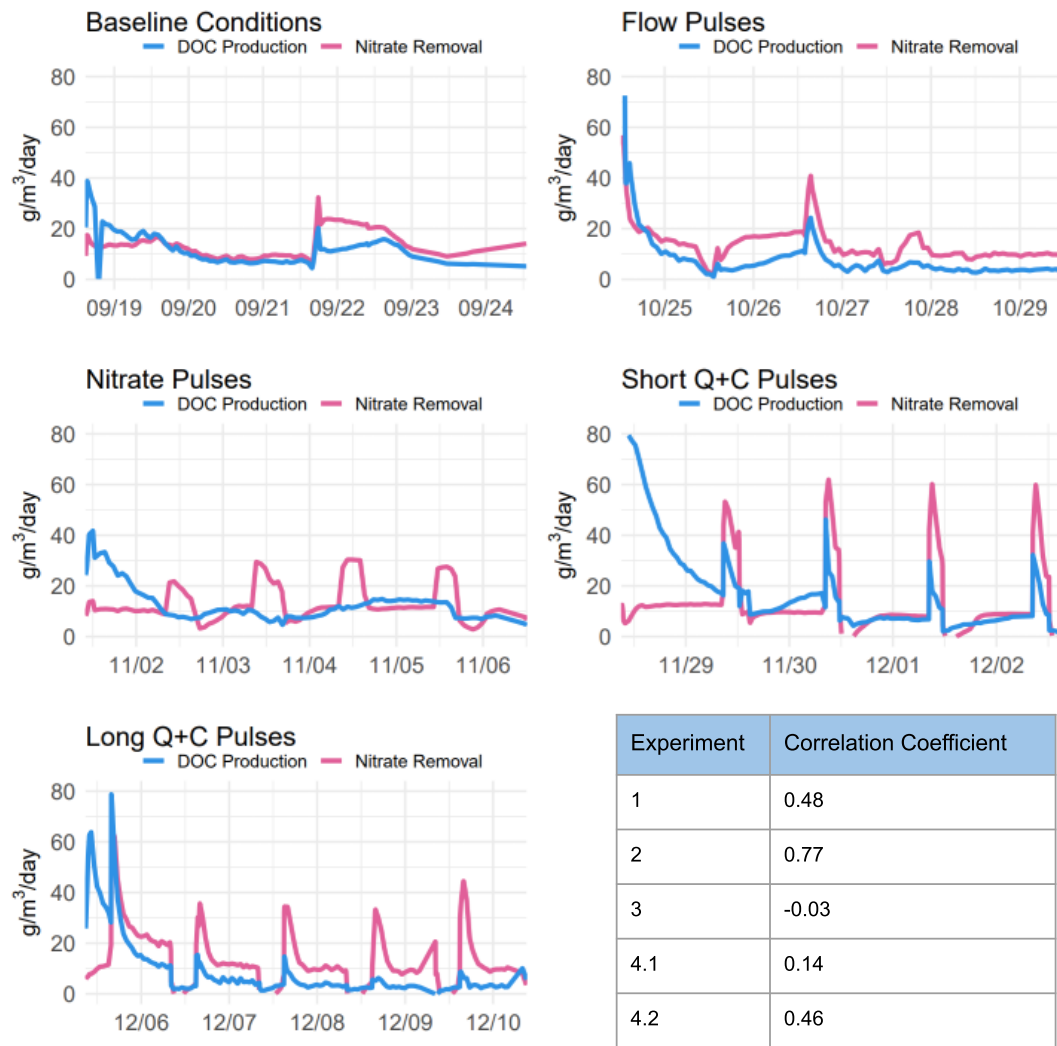 Baseline Conditions
DOC Production Nitrate Removal
g/m³/day
80
60
40
20
0
09/19 09/20 09/21 09/22 09/23 09/24
Flow Pulses
DOC Production Nitrate Removal
g/m³/day
80
60
40
20
0
10/25 10/26 10/27 10/28 10/29
Nitrate Pulses
DOC Production Nitrate Removal
g/m³/day
80
60
40
20
0
11/02 11/03 11/04 11/05 11/06
Short Q+C Pulses
DOC Production Nitrate Removal
g/m³/day
80
60
40
20
0
11/29 11/30 12/01 12/02
Long Q+C Pulses
DOC Production Nitrate Removal
g/m³/day
80
60
40
20
0
12/06 12/07 12/08 12/09 12/10
Experiment Correlation Coefficient
1 0.48
2 0.77
3 -0.03
4.1 0.14
4.2 0.46